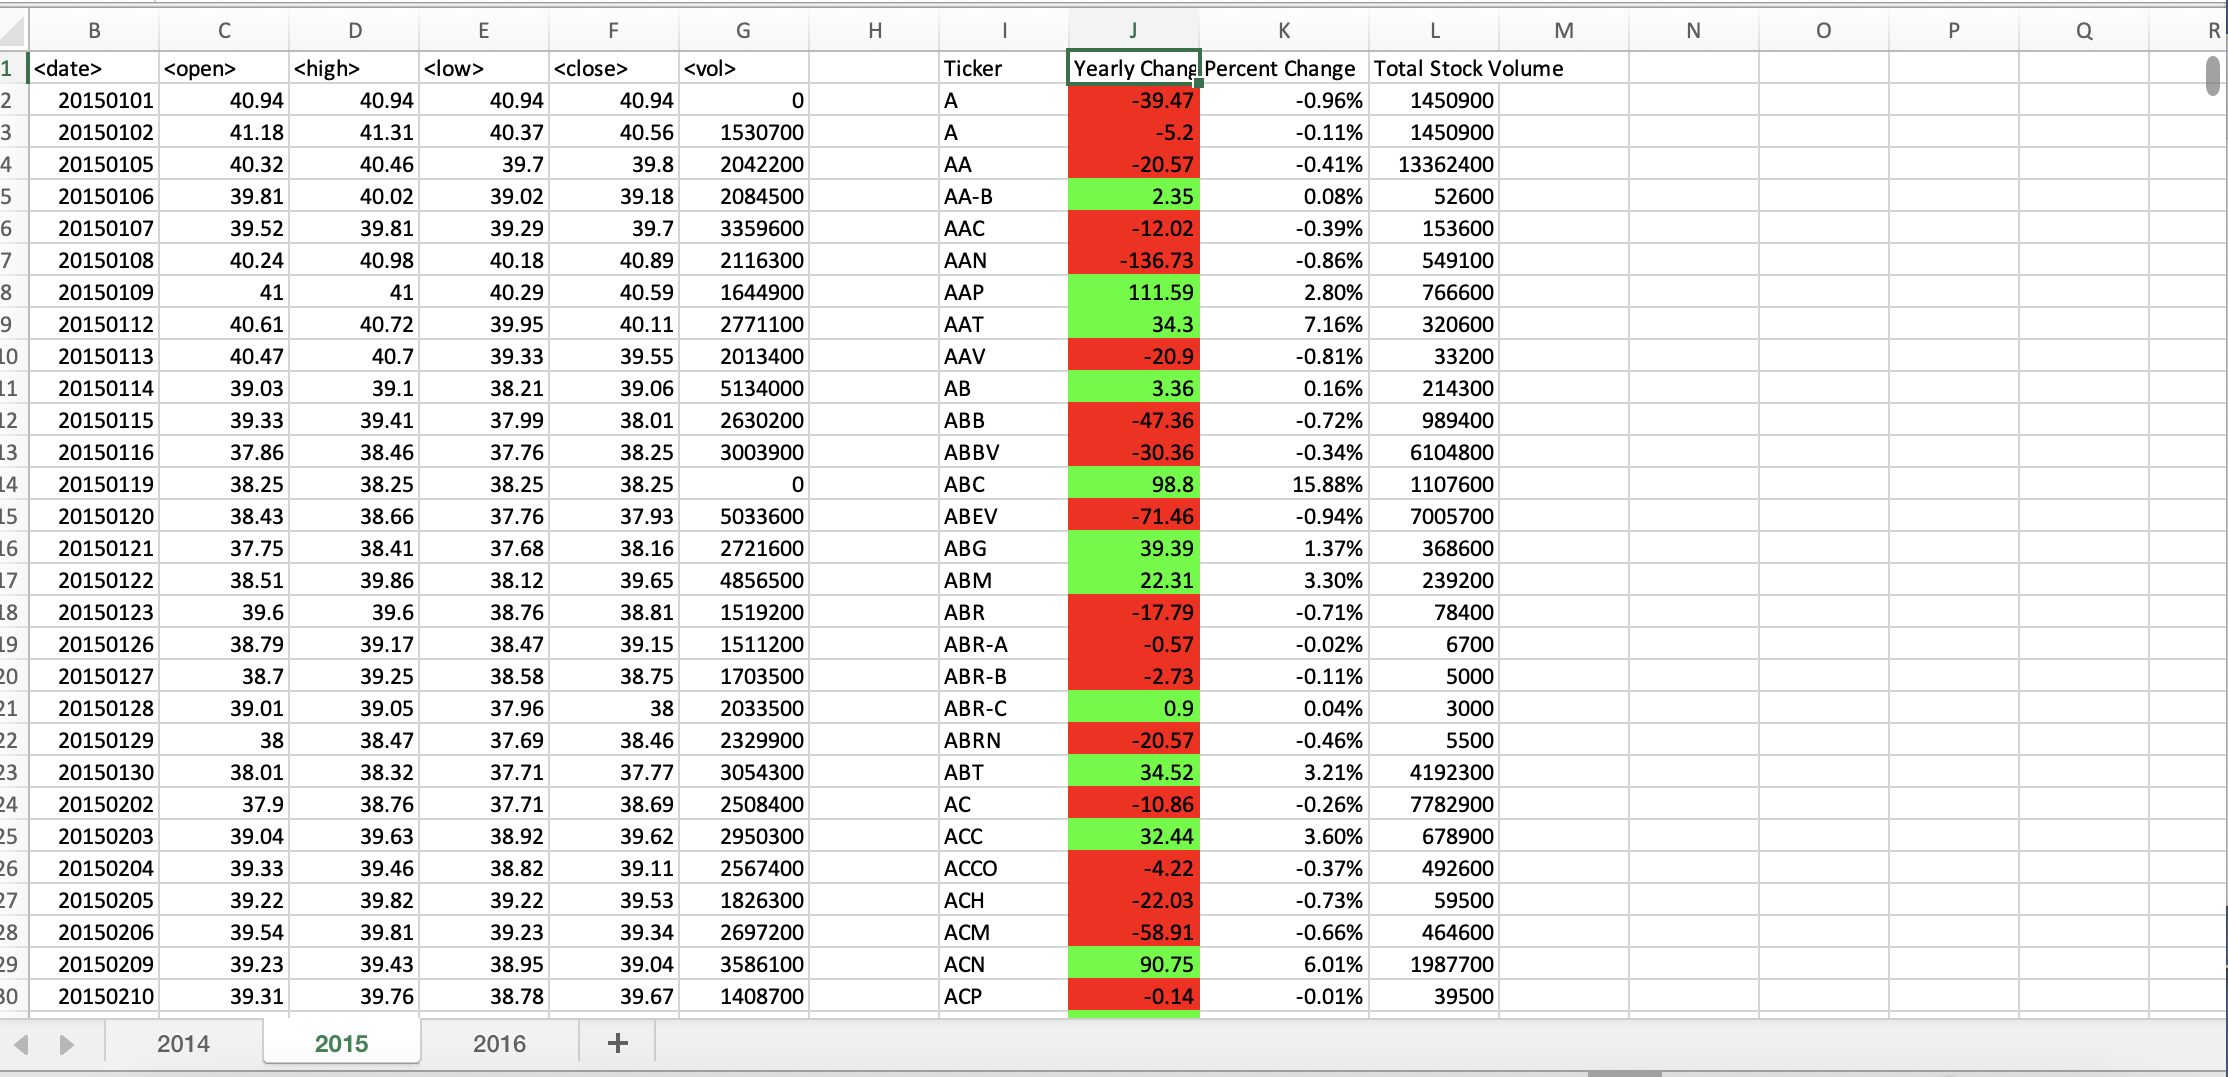 B C D E F G H I J K L M N O P Q R
1 <date> <open> <high> <low> <close> <vol> Ticker Yearly Chang Percent Change Total Stock Volume
2 20150101 40.94 40.94 40.94 40.94 0 A -39.47 -0.96% 1450900
3 20150102 41.18 41.31 40.37 40.56 1530700 A -5.2 -0.11% 1450900
4 20150105 40.32 40.46 39.7 39.8 2042200 AA -20.57 -0.41% 13362400
5 20150106 39.81 40.02 39.02 39.18 2084500 AA-B 2.35 0.08% 52600
6 20150107 39.52 39.81 39.29 39.7 3359600 AAC -12.02 -0.39% 153600
7 20150108 40.24 40.98 40.18 40.89 2116300 AAN -136.73 -0.86% 549100
8 20150109 41 41 40.29 40.59 1644900 AAP 111.59 2.80% 766600
9 20150112 40.61 40.72 39.95 40.11 2771100 AAT 34.3 7.16% 320600
10 20150113 40.47 40.7 39.33 39.55 2013400 AAV -20.9 -0.81% 33200
11 20150114 39.03 39.1 38.21 39.06 5134000 AB 3.36 0.16% 214300
12 20150115 39.33 39.41 37.99 38.01 2630200 ABB -47.36 -0.72% 989400
13 20150116 37.86 38.46 37.76 38.25 3003900 ABBV -30.36 -0.34% 6104800
14 20150119 38.25 38.25 38.25 38.25 0 ABC 98.8 15.88% 1107600
15 20150120 38.43 38.66 37.76 37.93 5033600 ABEV -71.46 -0.94% 7005700
16 20150121 37.75 38.41 37.68 38.16 2721600 ABG 39.39 1.37% 368600
17 20150122 38.51 39.86 38.12 39.65 4856500 ABM 22.31 3.30% 239200
18 20150123 39.6 39.6 38.76 38.81 1519200 ABR -17.79 -0.71% 78400
19 20150126 38.79 39.17 38.47 39.15 1511200 ABR-A -0.57 -0.02% 6700
20 20150127 38.7 39.25 38.58 38.75 1703500 ABR-B -2.73 -0.11% 5000
21 20150128 39.01 39.05 37.96 38 2033500 ABR-C 0.9 0.04% 3000
22 20150129 38 38.47 37.69 38.46 2329900 ABRN -20.57 -0.46% 5500
23 20150130 38.01 38.32 37.71 37.77 3054300 ABT 34.52 3.21% 4192300
24 20150202 37.9 38.76 37.71 38.69 2508400 AC -10.86 -0.26% 7782900
25 20150203 39.04 39.63 38.92 39.62 2950300 ACC 32.44 3.60% 678900
26 20150204 39.33 39.46 38.82 39.11 2567400 ACCO -4.22 -0.37% 492600
27 20150205 39.22 39.82 39.22 39.53 1826300 ACH -22.03 -0.73% 59500
28 20150206 39.54 39.81 39.23 39.34 2697200 ACM -58.91 -0.66% 464600
29 20150209 39.23 39.43 38.95 39.04 3586100 ACN 90.75 6.01% 1987700
30 20150210 39.31 39.76 38.78 39.67 1408700 ACP -0.14 -0.01% 39500
2014 2015 2016 +